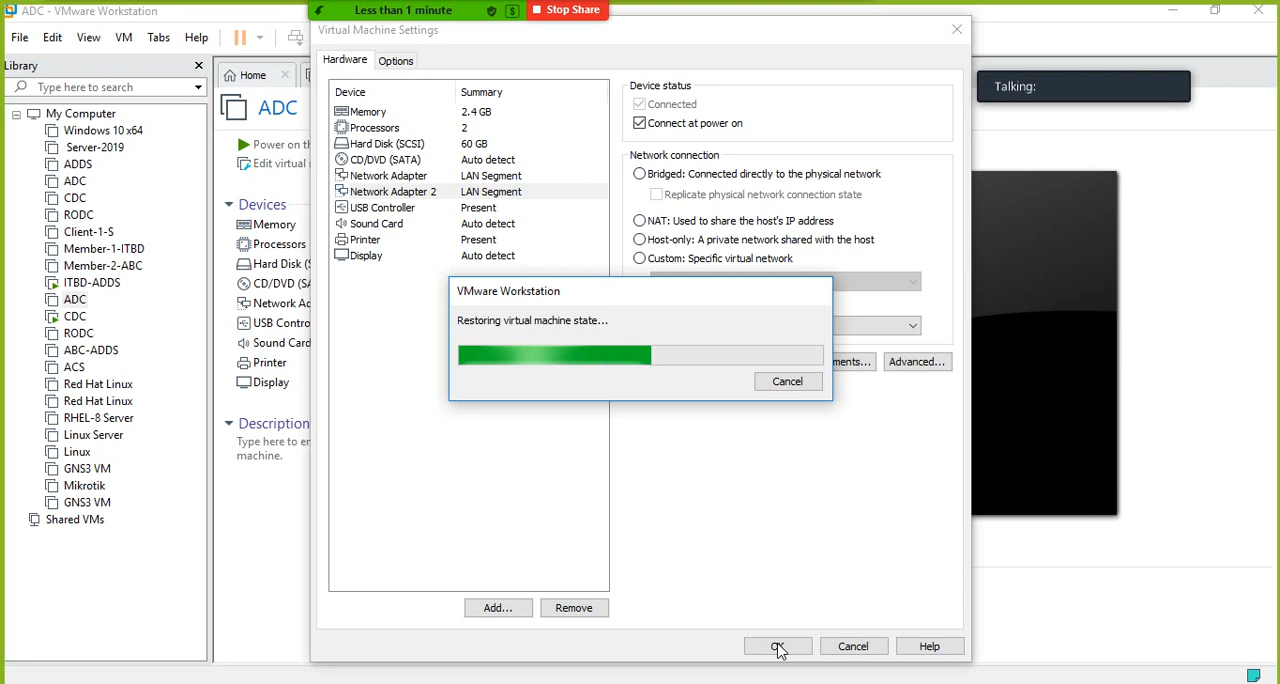 ADC - VMware Workstation
Less than 1 minute
Stop Share
File Edit View VM Tabs Help
Virtual Machine Settings
Library
Type here to search
My Computer
Windows 10 x64
Server-2019
ADDS
ADC
CDC
RODC
Client-1-S
Member-1-ITBD
Member-2-ABC
ITBD-ADDS
ADC
CDC
RODC
ABC-ADDS
ACS
Red Hat Linux
Red Hat Linux
RHEL-8 Server
Linux Server
Linux
GNS3 VM
Mikrotik
GNS3 VM
Shared VMs
Home
ADC
Power on th
Edit virtual
Devices
Memory
Processors
Hard Disk (
CD/DVD (SA
Network Ad
USB Contro
Sound Card
Printer
Display
Description
Type here to en
machine.
Hardware Options
Device Summary
Memory 2.4 GB
Processors 2
Hard Disk (SCSI) 60 GB
CD/DVD (SATA) Auto detect
Network Adapter LAN Segment
Network Adapter 2 LAN Segment
USB Controller Present
Sound Card Auto detect
Printer Present
Display Auto detect
Add... Remove
Device status
Connected
Connect at power on
Network connection
Bridged: Connected directly to the physical network
Replicate physical network connection state
NAT: Used to share the host's IP address
Host-only: A private network shared with the host
Custom: Specific virtual network
ments... Advanced...
VMware Workstation
Restoring virtual machine state...
Cancel
OK Cancel Help
Talking: